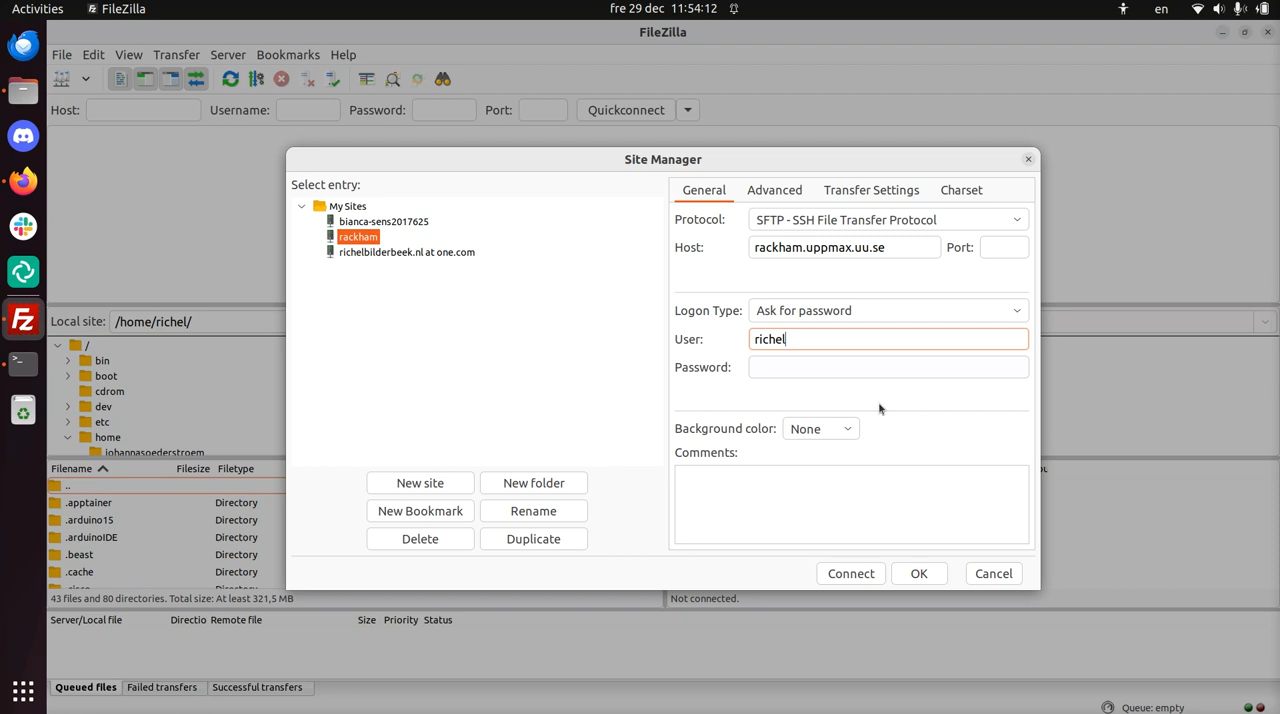 Activities FileZilla fre 29 dec 11:54:12 en
FileZilla
File Edit View Transfer Server Bookmarks Help
Host: Username: Password: Port: Quickconnect
Site Manager
Select entry:
My Sites
bianca-sens2017625
rackham
richelbilderbeek.nl at one.com
New site New folder
New Bookmark Rename
Delete Duplicate
General Advanced Transfer Settings Charset
Protocol: SFTP - SSH File Transfer Protocol
Host: rackham.uppmax.uu.se Port:
Logon Type: Ask for password
User: richel
Password:
Background color: None
Comments:
Connect OK Cancel
Local site: /home/richel/
/
bin
boot
cdrom
dev
etc
home
johannasoederstroem
Filename Filesize Filetype
..
.apptainer Directory
.arduino15 Directory
.arduinoIDE Directory
.beast Directory
.cache Directory
43 files and 80 directories. Total size: At least 321,5 MB
Not connected.
Server/Local file Directio Remote file Size Priority Status
Queued files Failed transfers Successful transfers
Queue: empty